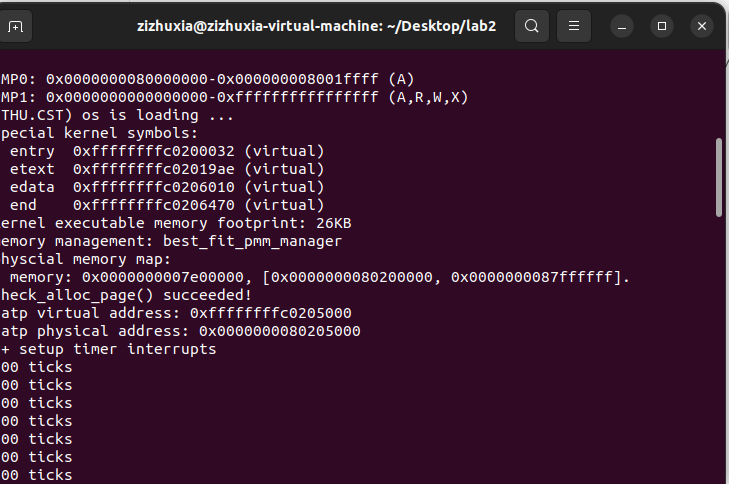 zizhuxia@zizhuxia-virtual-machine: ~/Desktop/lab2
MP0: 0x0000000080000000-0x000000008001ffff (A)
MP1: 0x0000000000000000-0xffffffffffffffff (A,R,W,X)
THU.CST) os is loading ...
pecial kernel symbols:
entry 0xffffffffc0200032 (virtual)
etext 0xffffffffc02019ae (virtual)
edata 0xffffffffc0206010 (virtual)
end 0xffffffffc0206470 (virtual)
ernel executable memory footprint: 26KB
emory management: best_fit_pmm_manager
hyscial memory map:
memory: 0x0000000007e00000, [0x0000000080200000, 0x0000000087ffffff].
heck_alloc_page() succeeded!
atp virtual address: 0xffffffffc0205000
atp physical address: 0x0000000080205000
+ setup timer interrupts
00 ticks
00 ticks
00 ticks
00 ticks
00 ticks
00 ticks
00 ticks